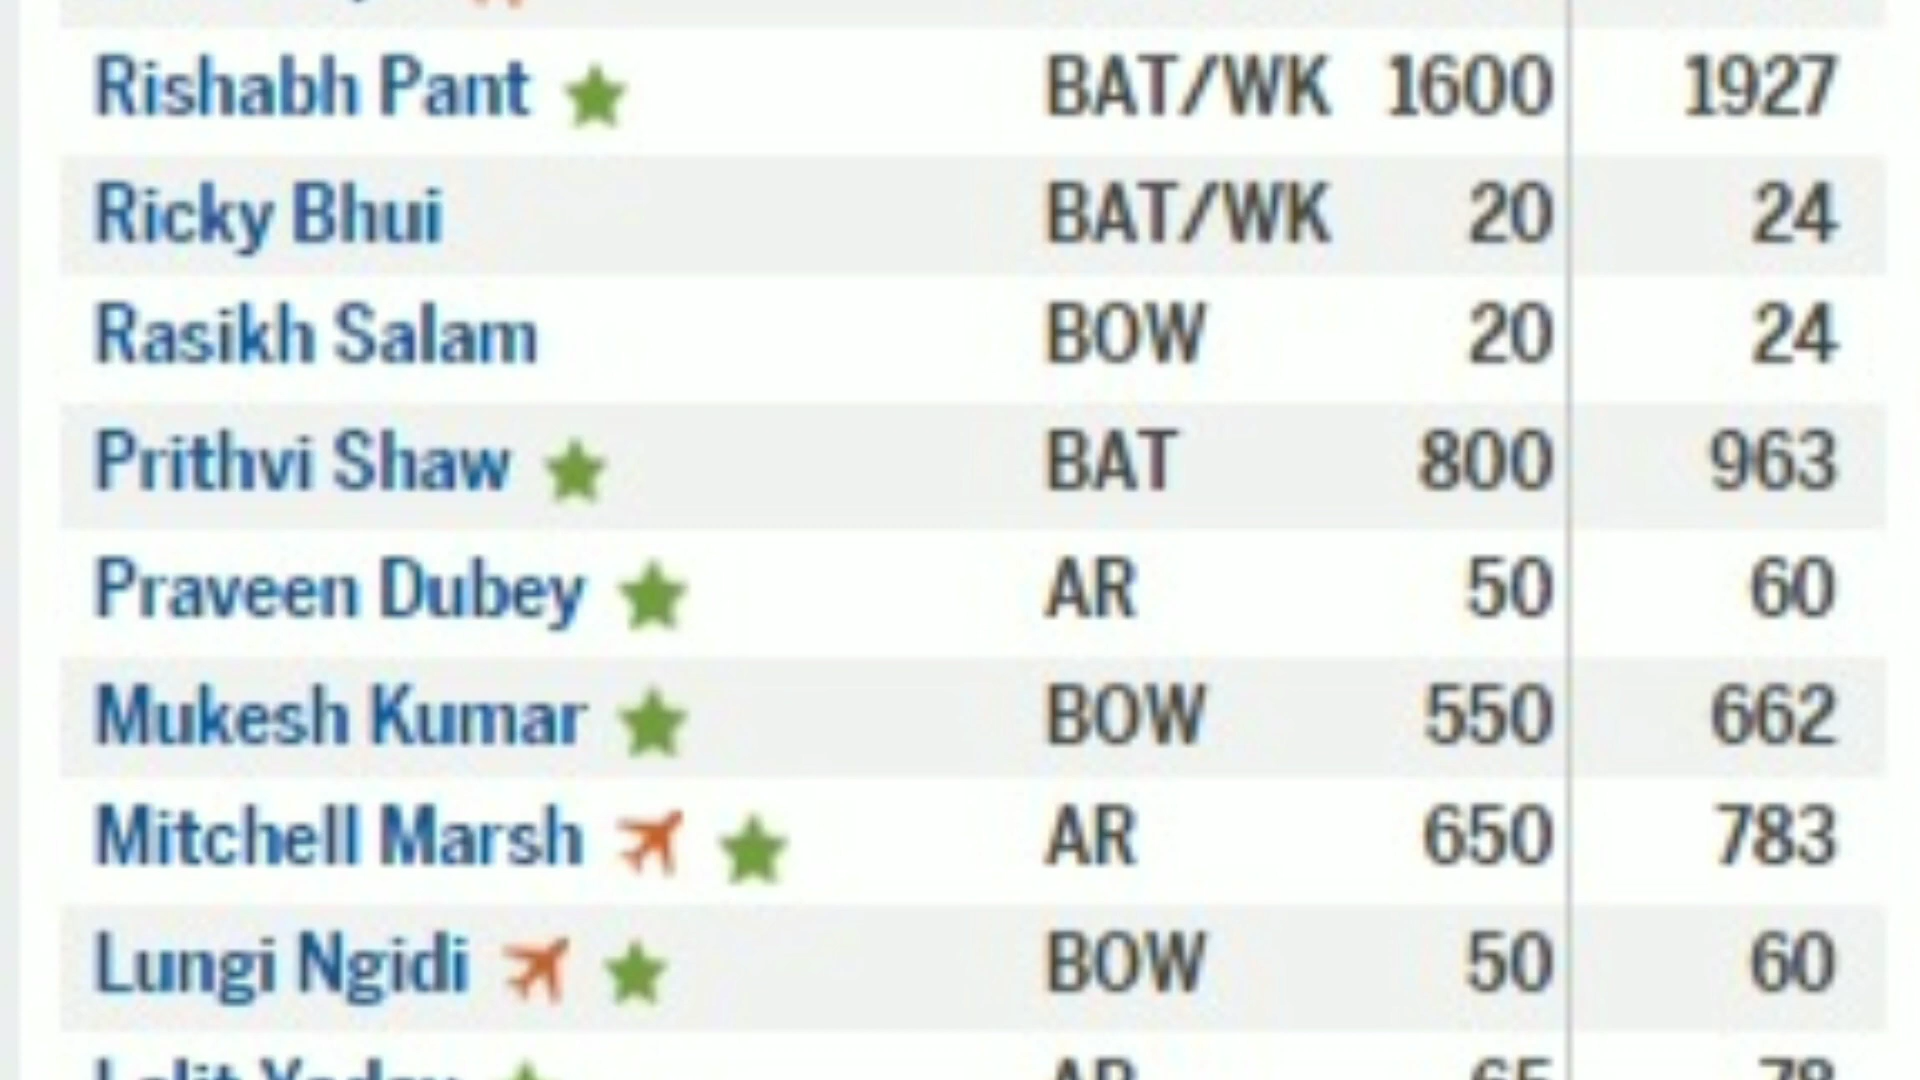 Rishabh Pant BAT/WK 1600 1927
Ricky Bhui BAT/WK 20 24
Rasikh Salam BOW 20 24
Prithvi Shaw BAT 800 963
Praveen Dubey AR 50 60
Mukesh Kumar BOW 550 662
Mitchell Marsh AR 650 783
Lungi Ngidi BOW 50 60
Lalit Yadav AR 65 78